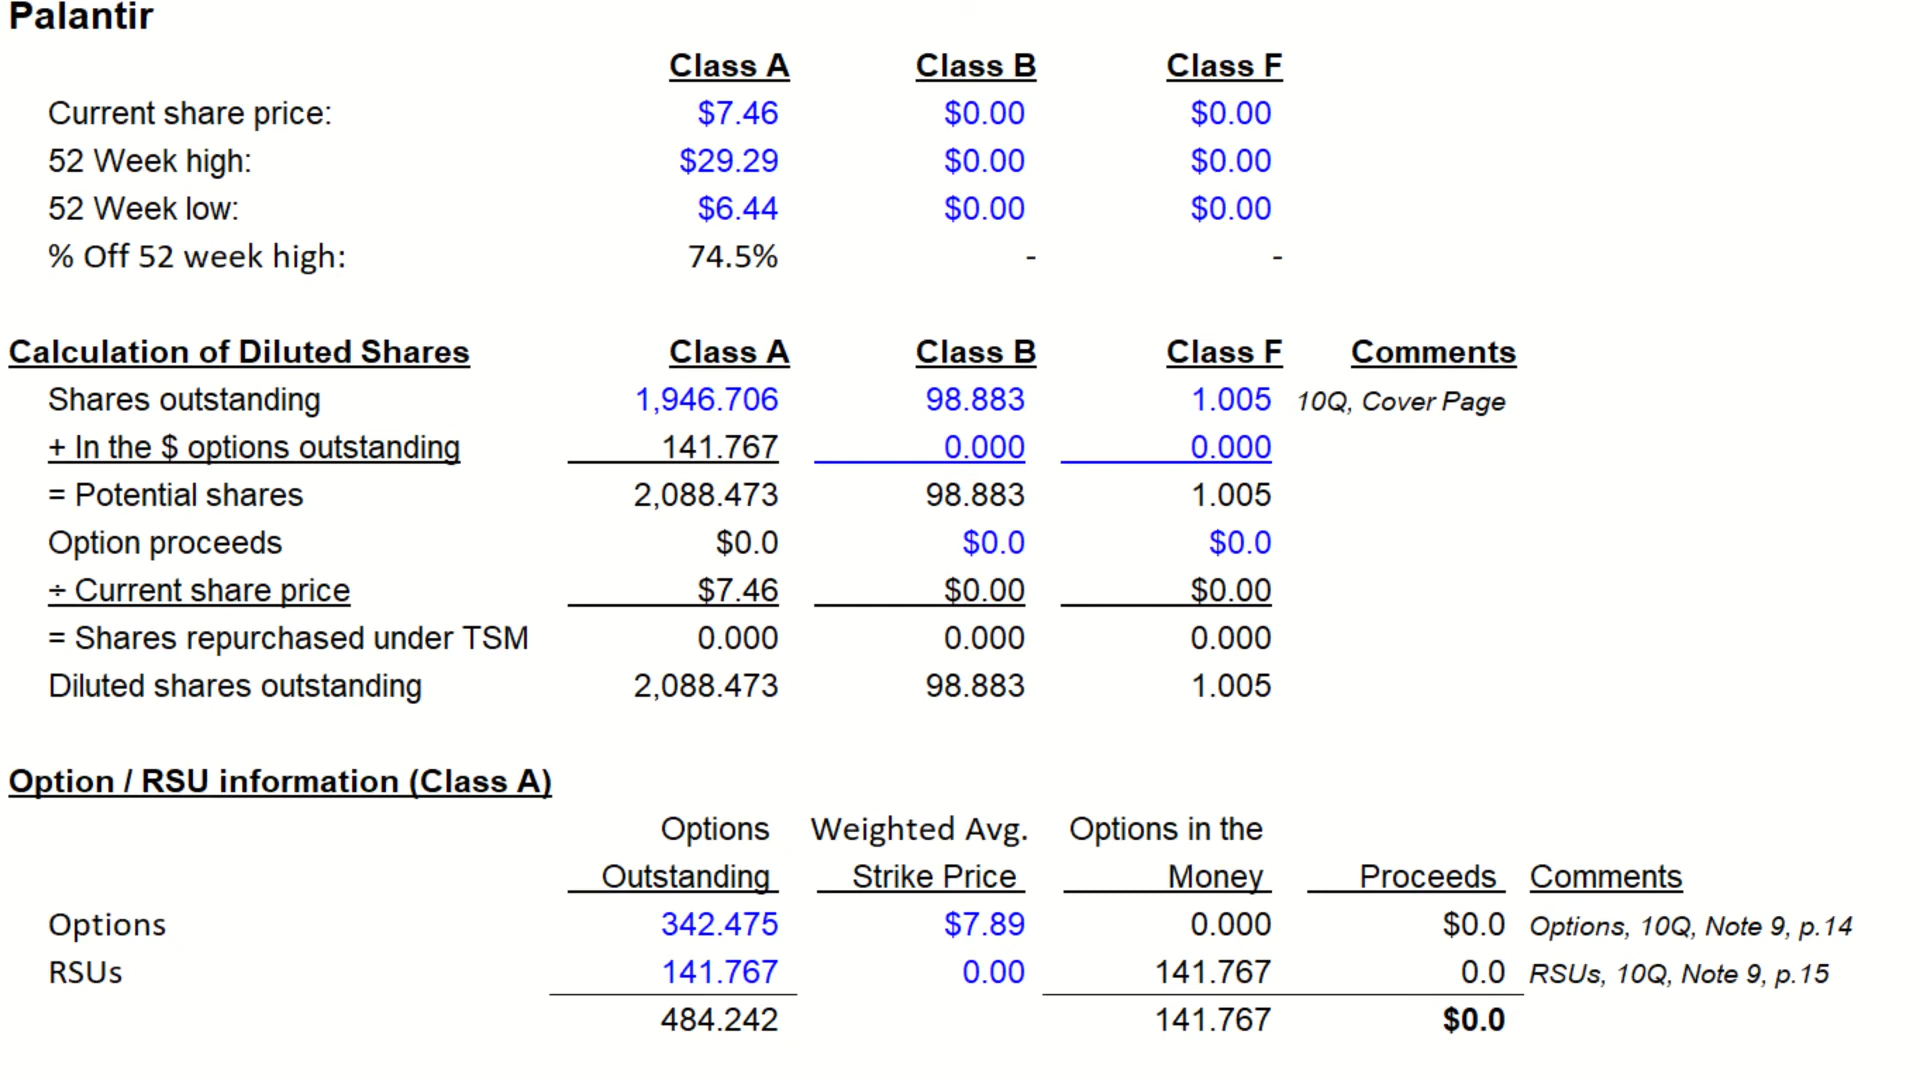 Palantir
Class A Class B Class F
Current share price: $7.46 $0.00 $0.00
52 Week high: $29.29 $0.00 $0.00
52 Week low: $6.44 $0.00 $0.00
% Off 52 week high: 74.5% - -
Calculation of Diluted Shares Class A Class B Class F Comments
Shares outstanding 1,946.706 98.883 1.005 10Q, Cover Page
+ In the $ options outstanding 141.767 0.000 0.000
= Potential shares 2,088.473 98.883 1.005
Option proceeds $0.0 $0.0 $0.0
÷ Current share price $7.46 $0.00 $0.00
= Shares repurchased under TSM 0.000 0.000 0.000
Diluted shares outstanding 2,088.473 98.883 1.005
Option / RSU information (Class A)
Options Weighted Avg. Options in the
Outstanding Strike Price Money Proceeds Comments
Options 342.475 $7.89 0.000 $0.0 Options, 10Q, Note 9, p.14
RSUs 141.767 0.00 141.767 0.0 RSUs, 10Q, Note 9, p.15
484.242 141.767 $0.0